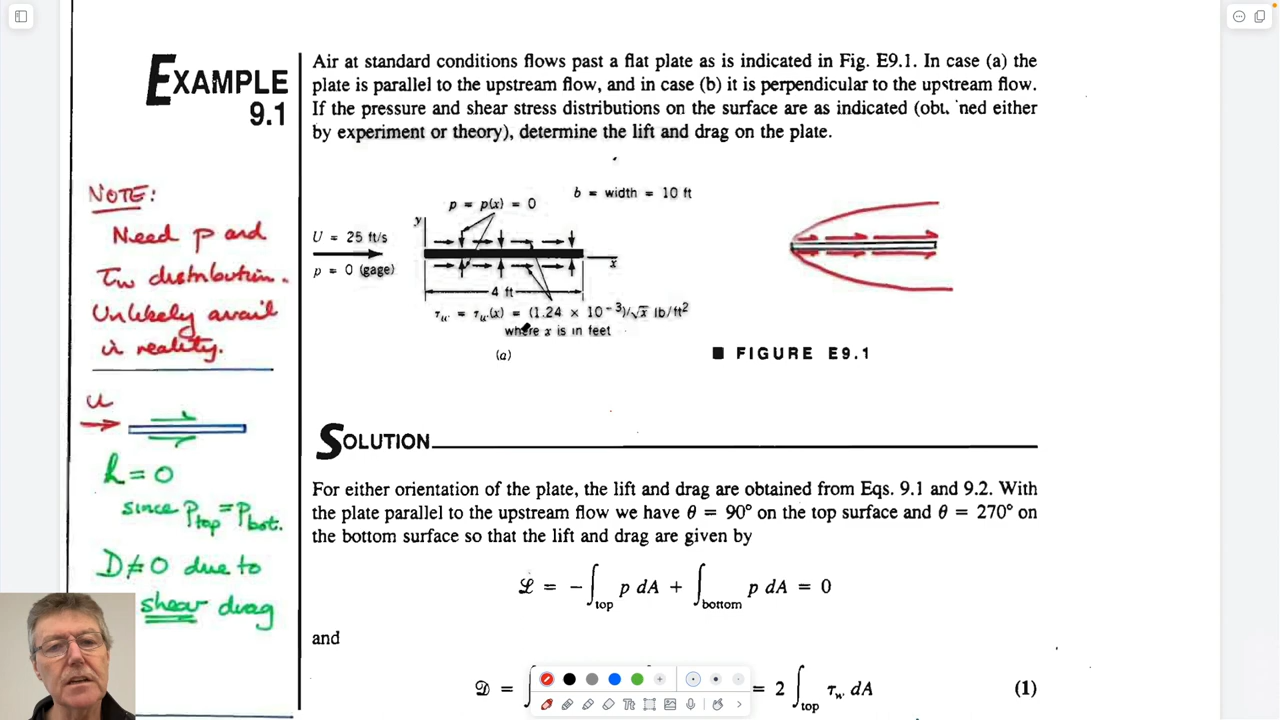 EXAMPLE
9.1
Air at standard conditions flows past a flat plate as is indicated in Fig. E9.1. In case (a) the
plate is parallel to the upstream flow, and in case (b) it is perpendicular to the upstream flow.
If the pressure and shear stress distributions on the surface are as indicated (obt. 'ned either
by experiment or theory), determine the lift and drag on the plate.
NOTE:
Need p and
τw distribution.
Unlikely avail
in reality.
U
L = 0
since Ptop = Pbot.
D ≠ 0 due to
shear drag
p = p(x) = 0
b = width = 10 ft
y
U = 25 ft/s
p = 0 (gage)
x
4 ft
τw = τw(x) = (1.24 × 10⁻³)/√x lb/ft²
where x is in feet
(a)
■ FIGURE E9.1
SOLUTION
For either orientation of the plate, the lift and drag are obtained from Eqs. 9.1 and 9.2. With
the plate parallel to the upstream flow we have θ = 90° on the top surface and θ = 270° on
the bottom surface so that the lift and drag are given by
ℒ = −∫top p dA + ∫bottom p dA = 0
and
𝒟 = ∫ = 2 ∫top τw dA (1)